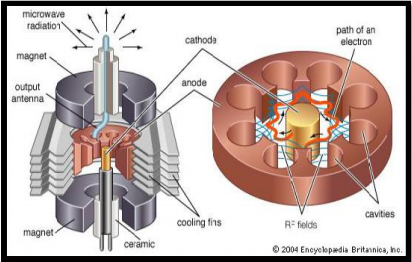 microwave
radiation
magnet
output
antenna
magnet
cathode
anode
cooling fins
ceramic
path of an
electron
RF fields
cavities
© 2004 Encyclopædia Britannica, Inc.